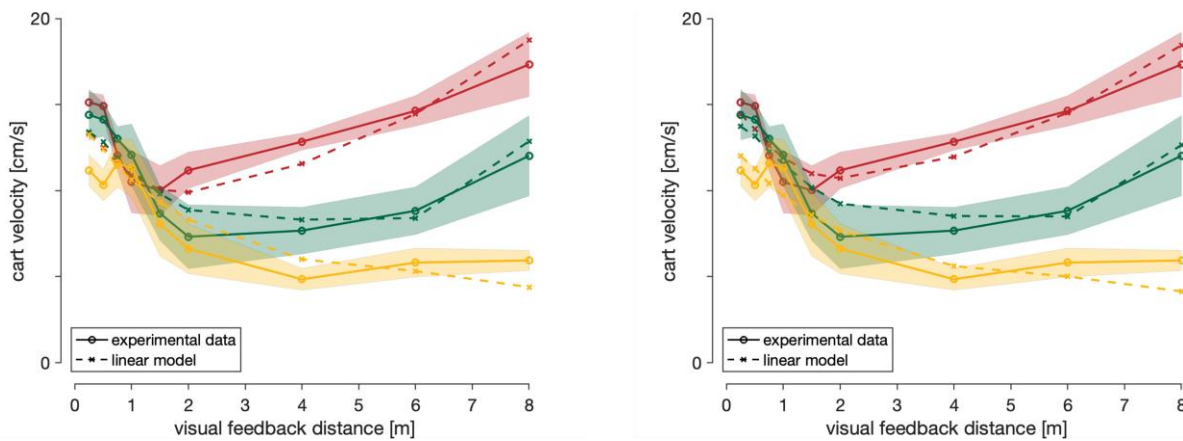 20
cart velocity [cm/s]
0
experimental data
linear model
0 1 2 3 4 5 6 7 8
visual feedback distance [m]
20
cart velocity [cm/s]
0
experimental data
linear model
0 1 2 3 4 5 6 7 8
visual feedback distance [m]